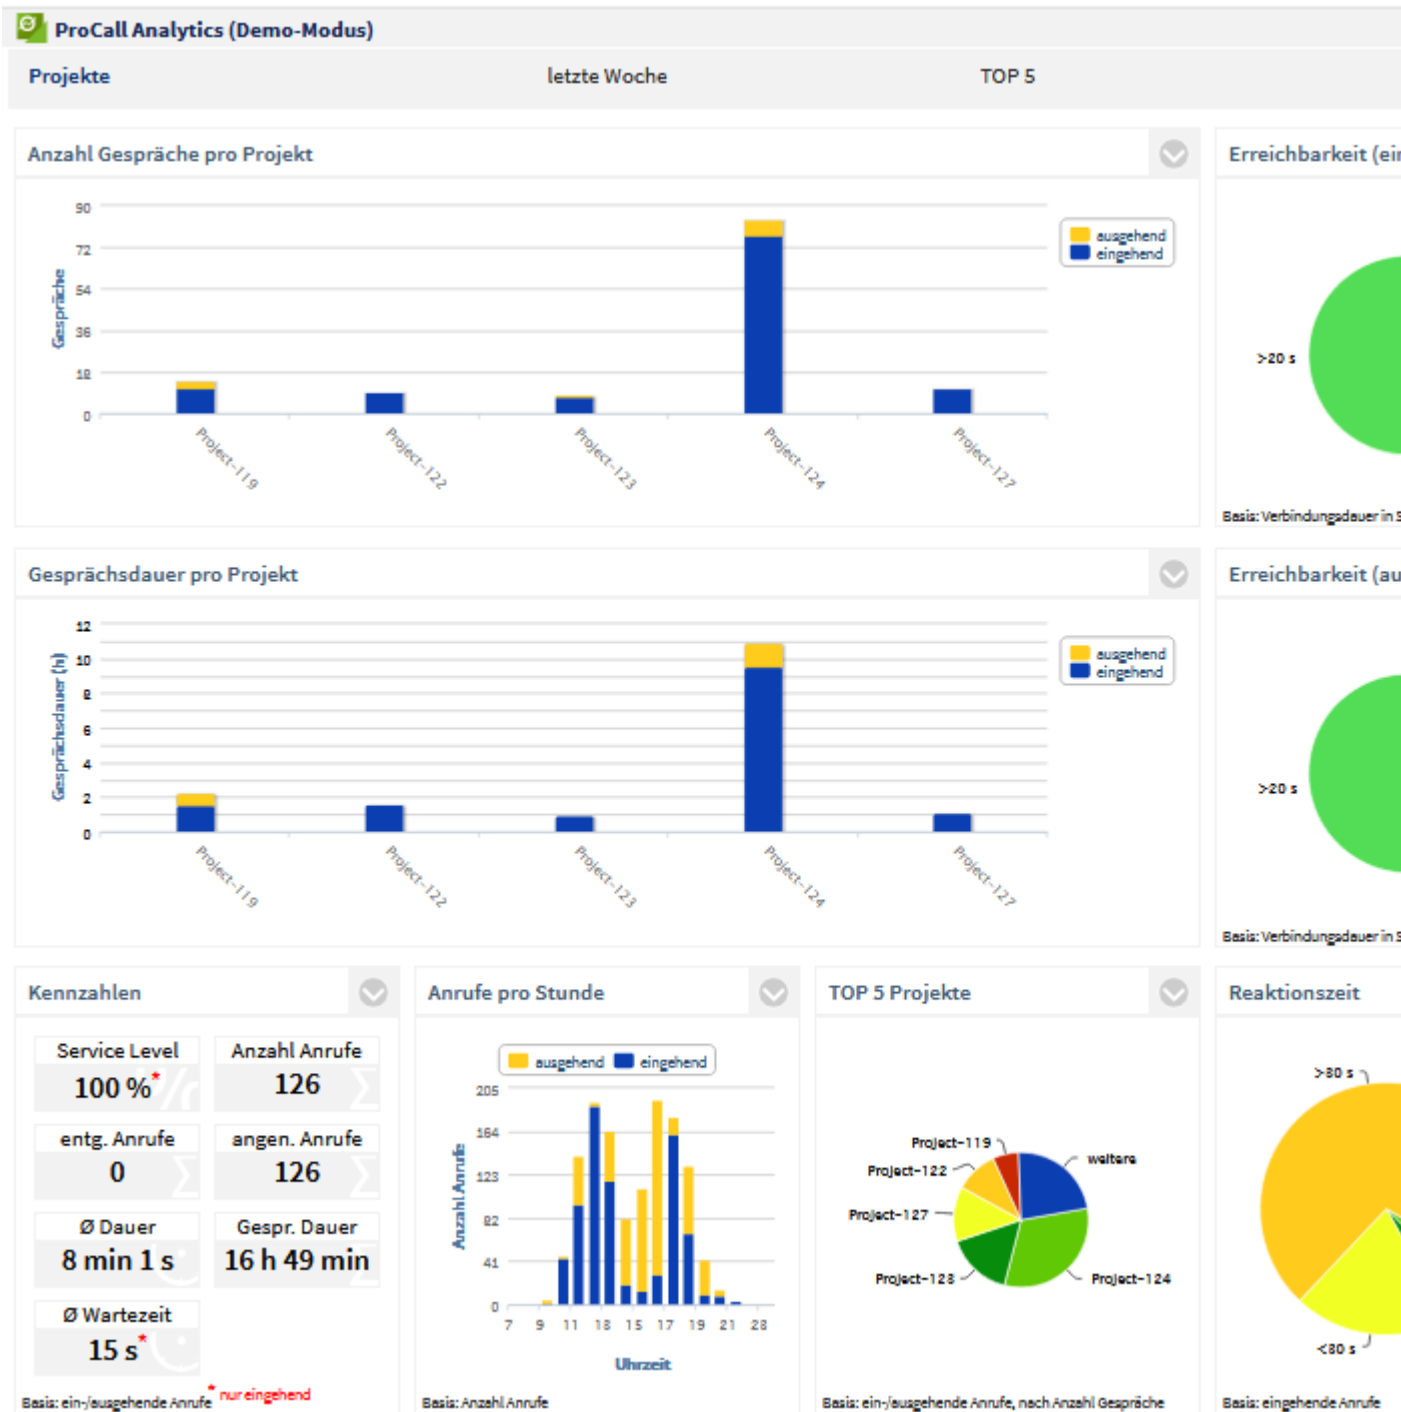 ProCall Analytics (Demo-Modus)
Projekte letzte Woche TOP 5
Anzahl Gespräche pro Projekt
90
72
54
36
18
0
Gespräche
ausgehend
eingehend
Project-119
Project-122
Project-123
Project-124
Project-127
Erreichbarkeit (ein
>20 s
Basis: Verbindungsdauer in S
Gesprächsdauer pro Projekt
12
10
8
6
4
2
0
Gesprächsdauer (h)
ausgehend
eingehend
Project-119
Project-122
Project-123
Project-124
Project-127
Erreichbarkeit (au
>20 s
Basis: Verbindungsdauer in S
Kennzahlen
Service Level
100 %*
Anzahl Anrufe
126
entg. Anrufe
0
angen. Anrufe
126
Ø Dauer
8 min 1 s
Gespr. Dauer
16 h 49 min
Ø Wartezeit
15 s*
Basis: ein-/ausgehende Anrufe * nur eingehend
Anrufe pro Stunde
ausgehend eingehend
205
164
123
82
41
0
Anzahl Anrufe
7 9 11 13 15 17 19 21 23
Uhrzeit
Basis: Anzahl Anrufe
TOP 5 Projekte
Project-119
Project-122
Project-127
Project-123
weitere
Project-124
Basis: ein-/ausgehende Anrufe, nach Anzahl Gespräche
Reaktionszeit
>30 s
<30 s
Basis: eingehende Anrufe